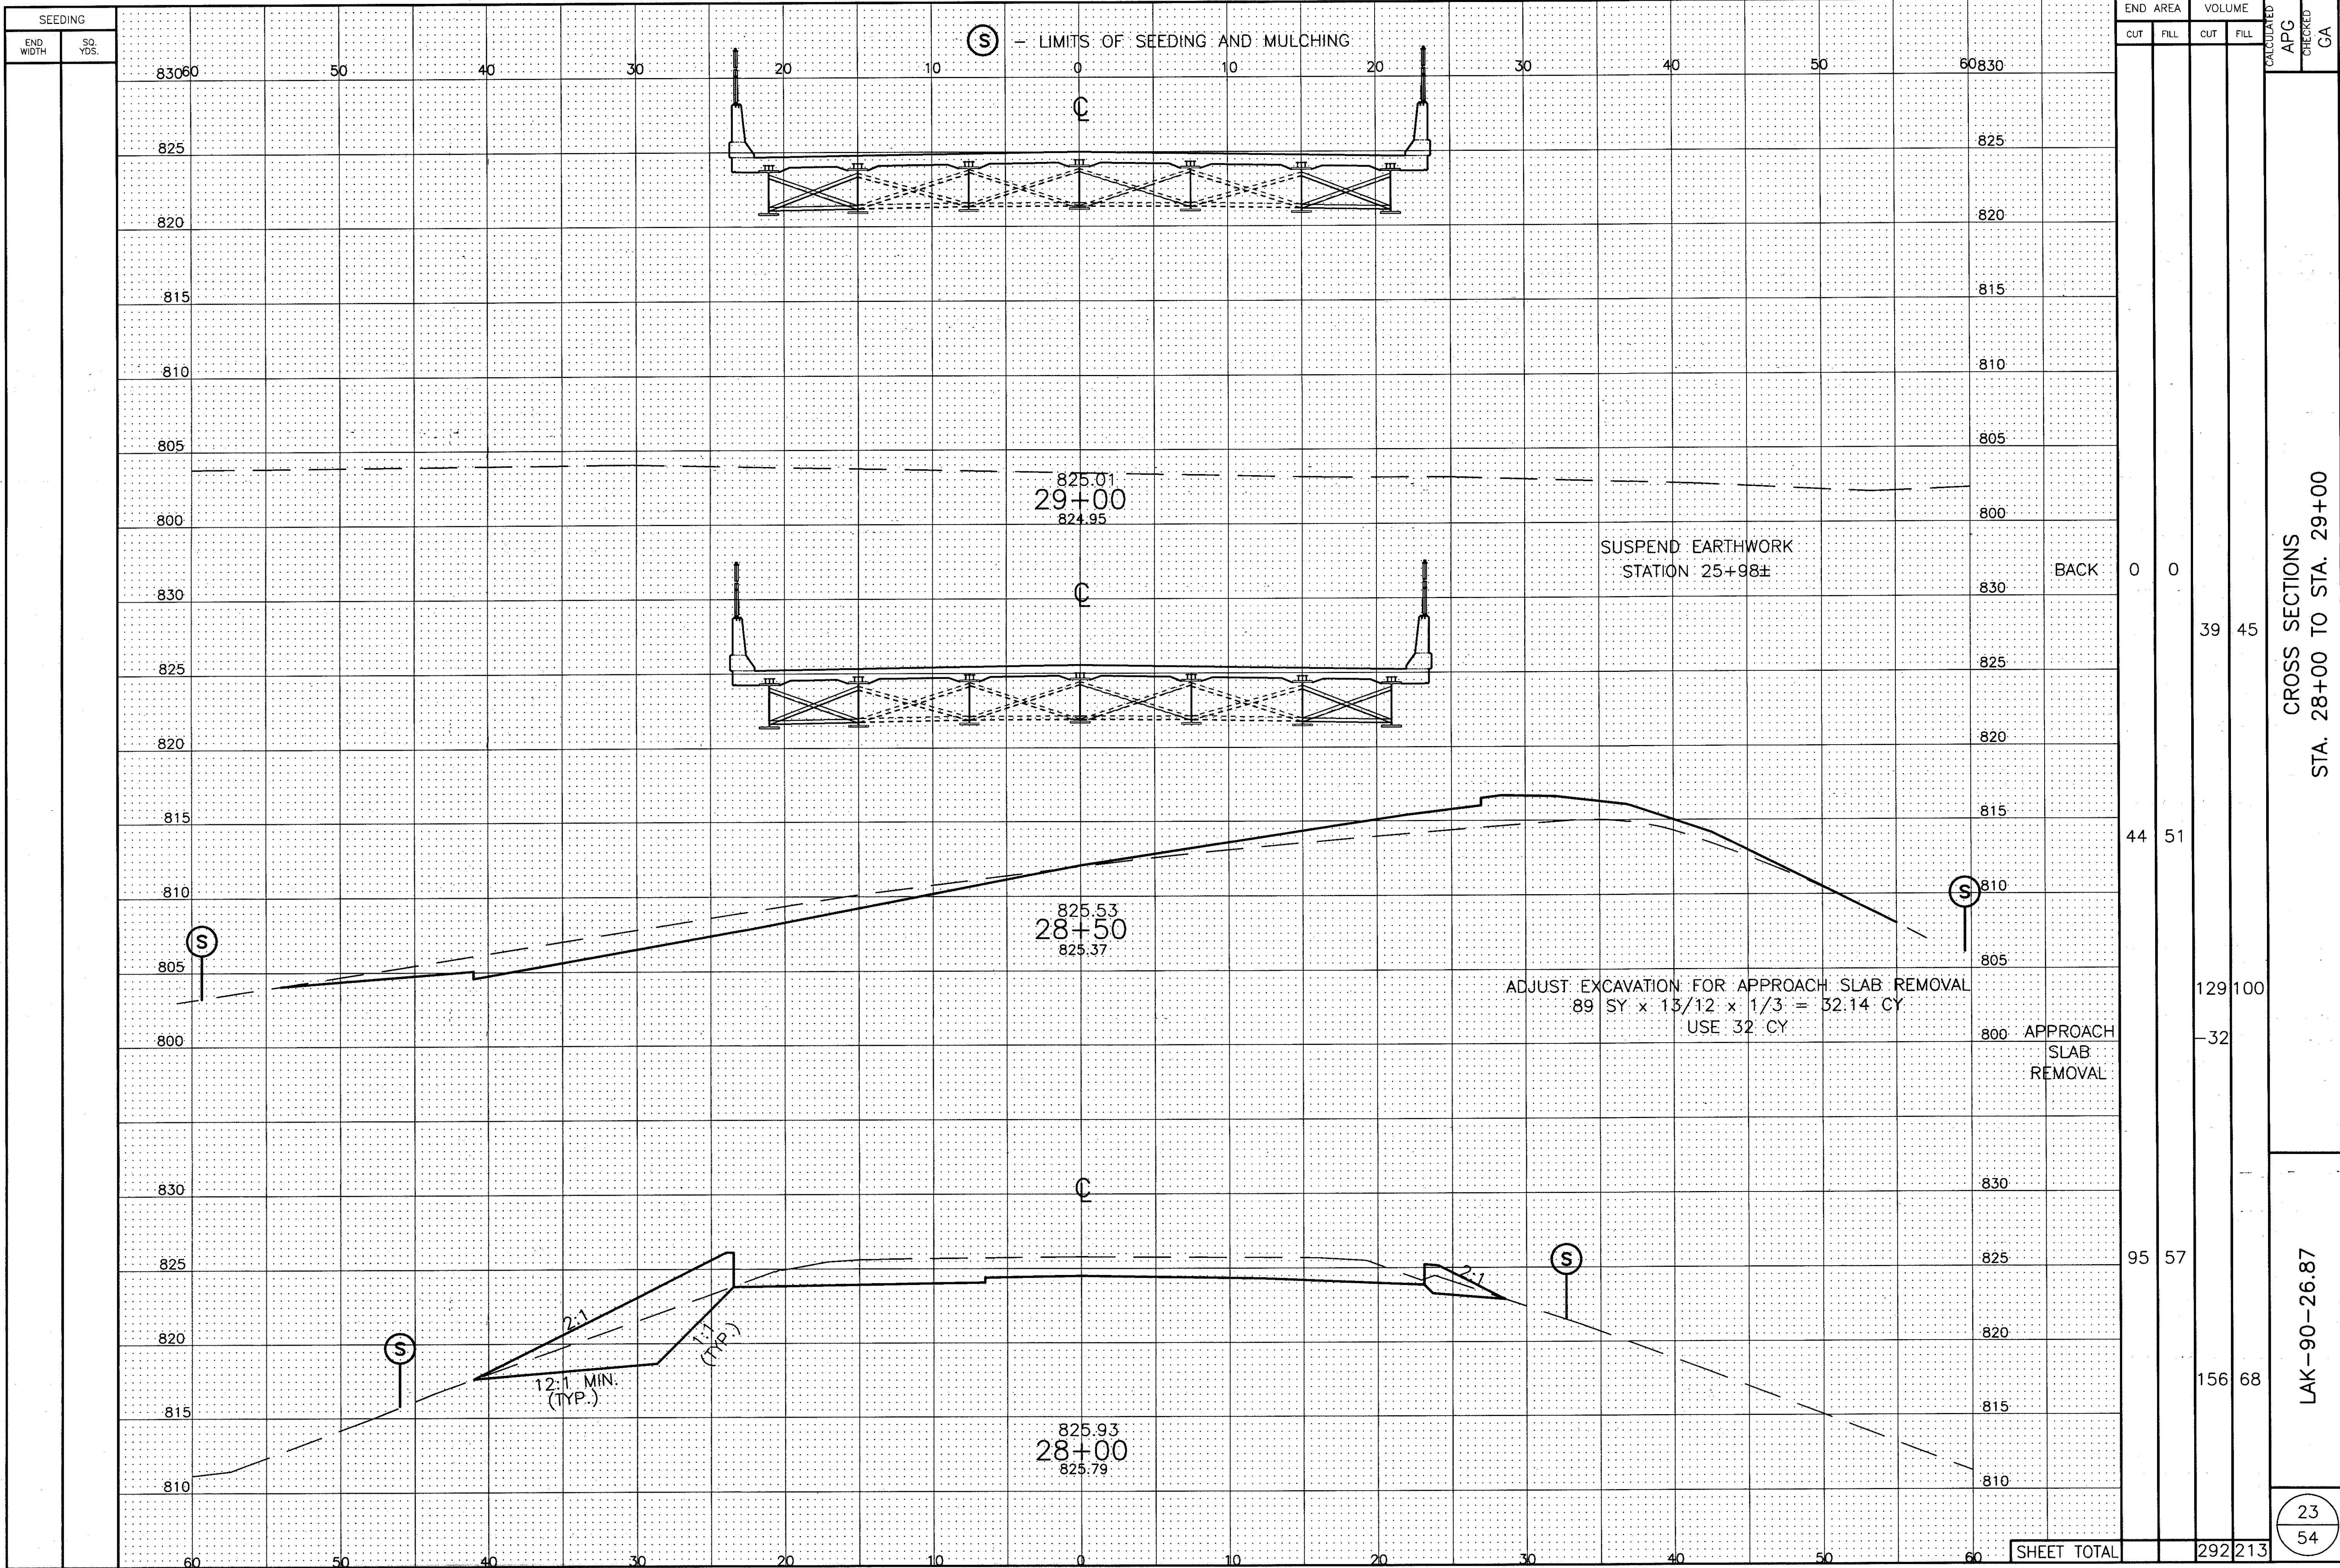 SEEDING
END WIDTH
SQ. YDS.
END AREA
VOLUME
CUT
FILL
CUT
FILL
CALCULATED
APG
CHECKED
GA
S - LIMITS OF SEEDING AND MULCHING
60 50 40 30 20 10 0 10 20 30 40 50 60
830 830
℄
825 825
820 820
815 815
810 810
805 805
825.01
29+00
824.95
800 800
SUSPEND EARTHWORK
STATION 25+98±
BACK 0 0
830 830
℄
39 45
825 825
820 820
815 815
44 51
810 810
S
S
825.53
28+50
825.37
805 805
ADJUST EXCAVATION FOR APPROACH SLAB REMOVAL
89 SY x 13/12 x 1/3 = 32.14 CY
USE 32 CY
129 100
800 800
APPROACH
SLAB
REMOVAL
-32
830 830
℄
825 825
95 57
S
2:1
2:1
820 820
S
1:1
(TYP.)
12:1 MIN.
(TYP.)
156 68
815 815
825.93
28+00
825.79
810 810
60 50 40 30 20 10 0 10 20 30 40 50 60
SHEET TOTAL 292 213
CROSS SECTIONS
STA. 28+00 TO STA. 29+00
LAK-90-26.87
23
54